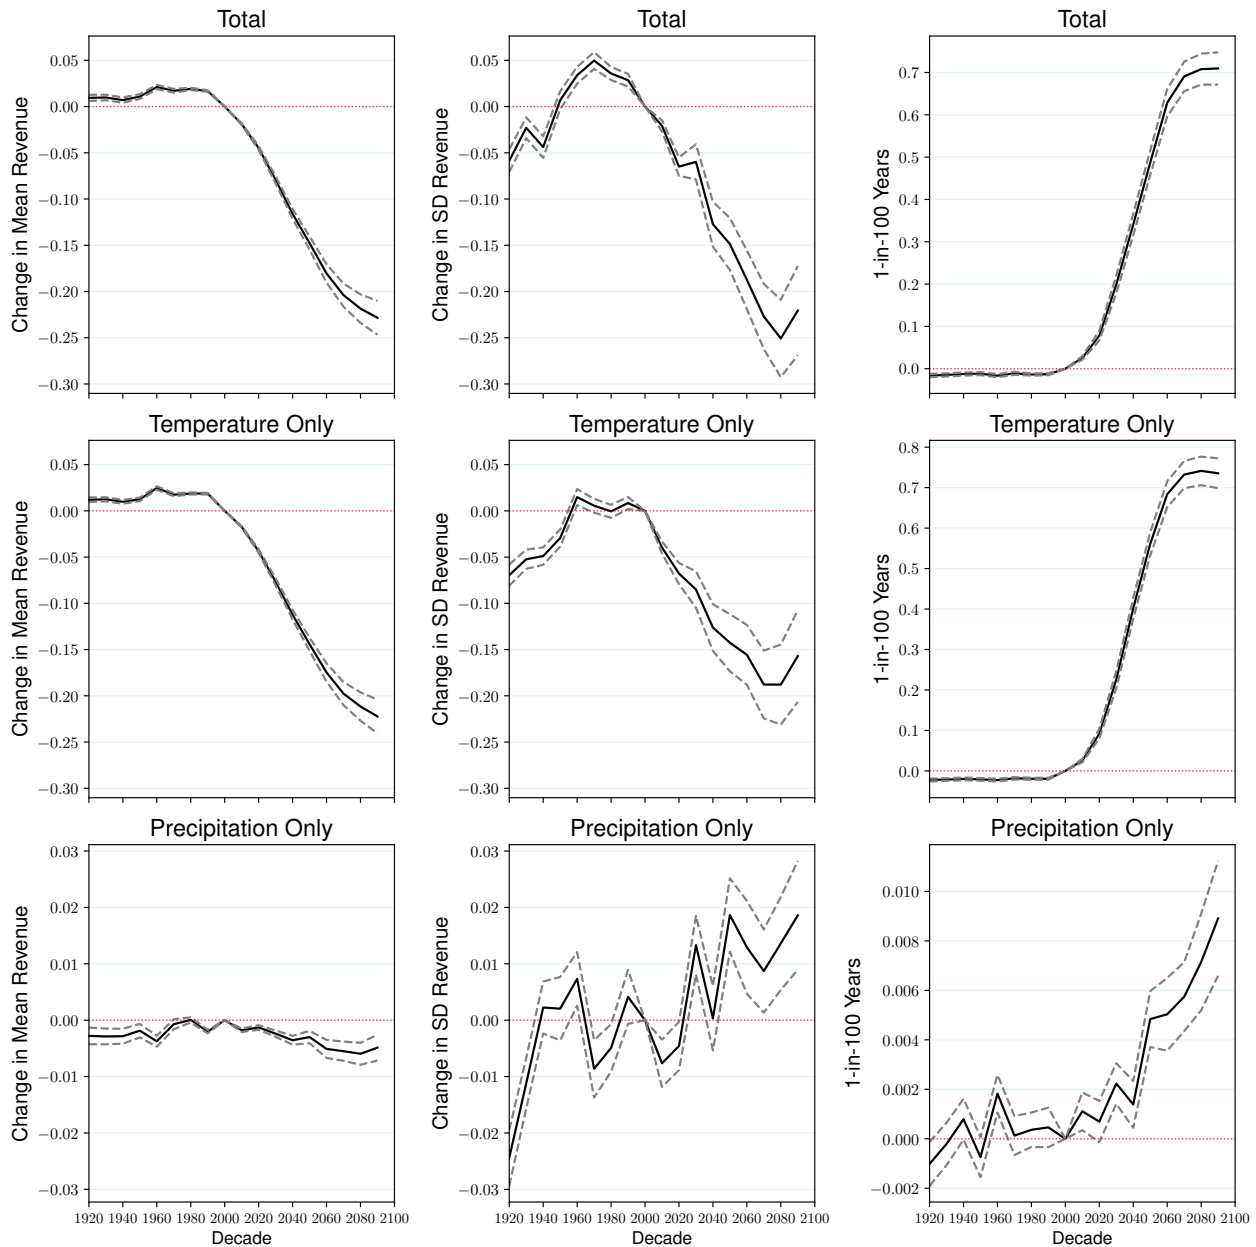 Total
Total
Total
Change in Mean Revenue
0.05
0.00
−0.05
−0.10
−0.15
−0.20
−0.25
−0.30
Change in SD Revenue
0.05
0.00
−0.05
−0.10
−0.15
−0.20
−0.25
−0.30
1-in-100 Years
0.7
0.6
0.5
0.4
0.3
0.2
0.1
0.0
Temperature Only
Temperature Only
Temperature Only
Change in Mean Revenue
0.05
0.00
−0.05
−0.10
−0.15
−0.20
−0.25
−0.30
Change in SD Revenue
0.05
0.00
−0.05
−0.10
−0.15
−0.20
−0.25
−0.30
1-in-100 Years
0.8
0.7
0.6
0.5
0.4
0.3
0.2
0.1
0.0
Precipitation Only
Precipitation Only
Precipitation Only
Change in Mean Revenue
0.03
0.02
0.01
0.00
−0.01
−0.02
−0.03
Change in SD Revenue
0.03
0.02
0.01
0.00
−0.01
−0.02
−0.03
1-in-100 Years
0.010
0.008
0.006
0.004
0.002
0.000
−0.002
1920 1940 1960 1980 2000 2020 2040 2060 2080 2100
1920 1940 1960 1980 2000 2020 2040 2060 2080 2100
1920 1940 1960 1980 2000 2020 2040 2060 2080 2100
Decade
Decade
Decade